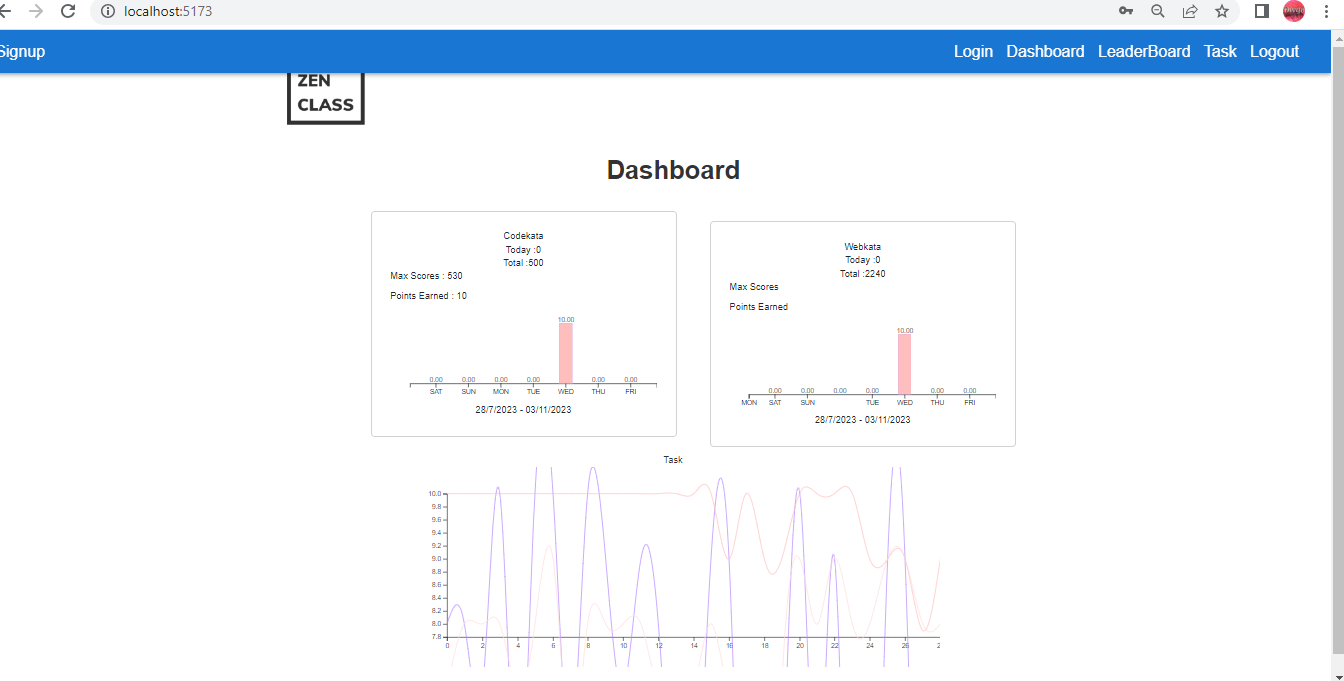 localhost:5173
Signup
Login Dashboard LeaderBoard Task Logout
ZEN
CLASS
Dashboard
Codekata
Today :0
Total :500
Max Scores : 530
Points Earned : 10
10.00
0.00 0.00 0.00 0.00 0.00 0.00
SAT SUN MON TUE WED THU FRI
28/7/2023 - 03/11/2023
Webkata
Today :0
Total :2240
Max Scores
Points Earned
10.00
0.00 0.00 0.00 0.00 0.00 0.00
MON SAT SUN TUE WED THU FRI
28/7/2023 - 03/11/2023
Task
10.0
9.8
9.6
9.4
9.2
9.0
8.8
8.6
8.4
8.2
8.0
7.8
0 2 4 6 8 10 12 14 16 18 20 22 24 26 2